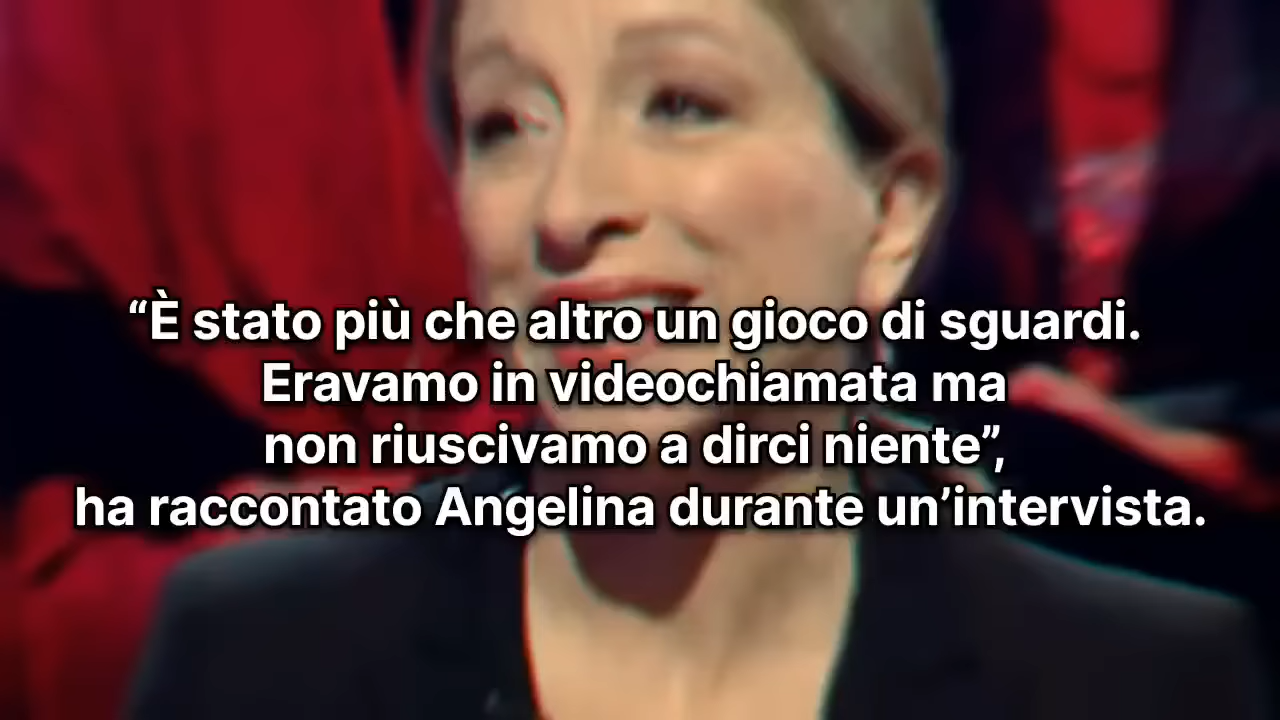 “È stato più che altro un gioco di sguardi.
Eravamo in videochiamata ma
non riuscivamo a dirci niente”,
ha raccontato Angelina durante un’intervista.